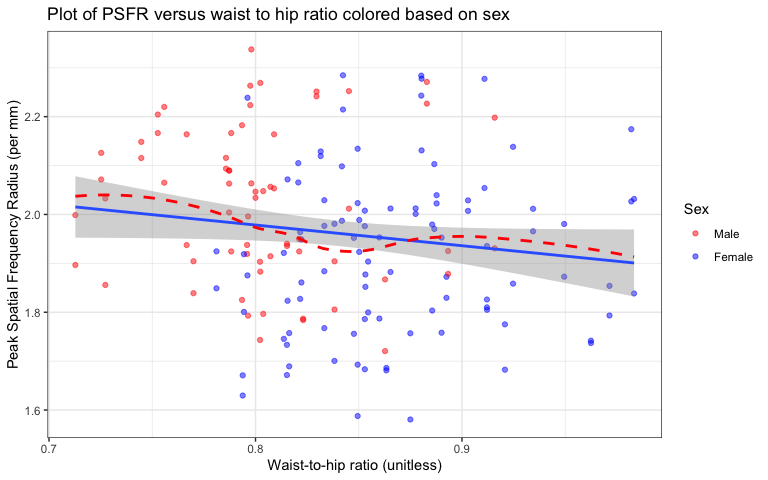 Plot of PSFR versus waist to hip ratio colored based on sex
Peak Spatial Frequency Radius (per mm)
2.2
2.0
1.8
1.6
0.7
0.8
0.9
Waist-to-hip ratio (unitless)
Sex
Male
Female